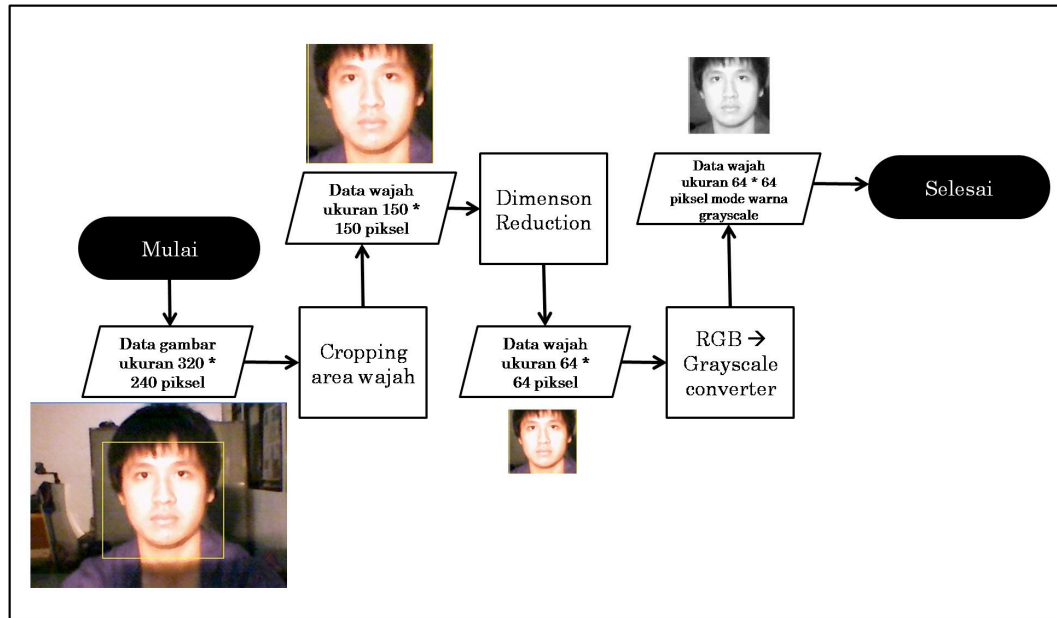 Mulai
Data gambar
ukuran 320 *
240 piksel
Cropping
area wajah
Data wajah
ukuran 150 *
150 piksel
Dimenson
Reduction
Data wajah
ukuran 64 *
64 piksel
RGB →
Grayscale
converter
Data wajah
ukuran 64 * 64
piksel mode warna
grayscale
Selesai